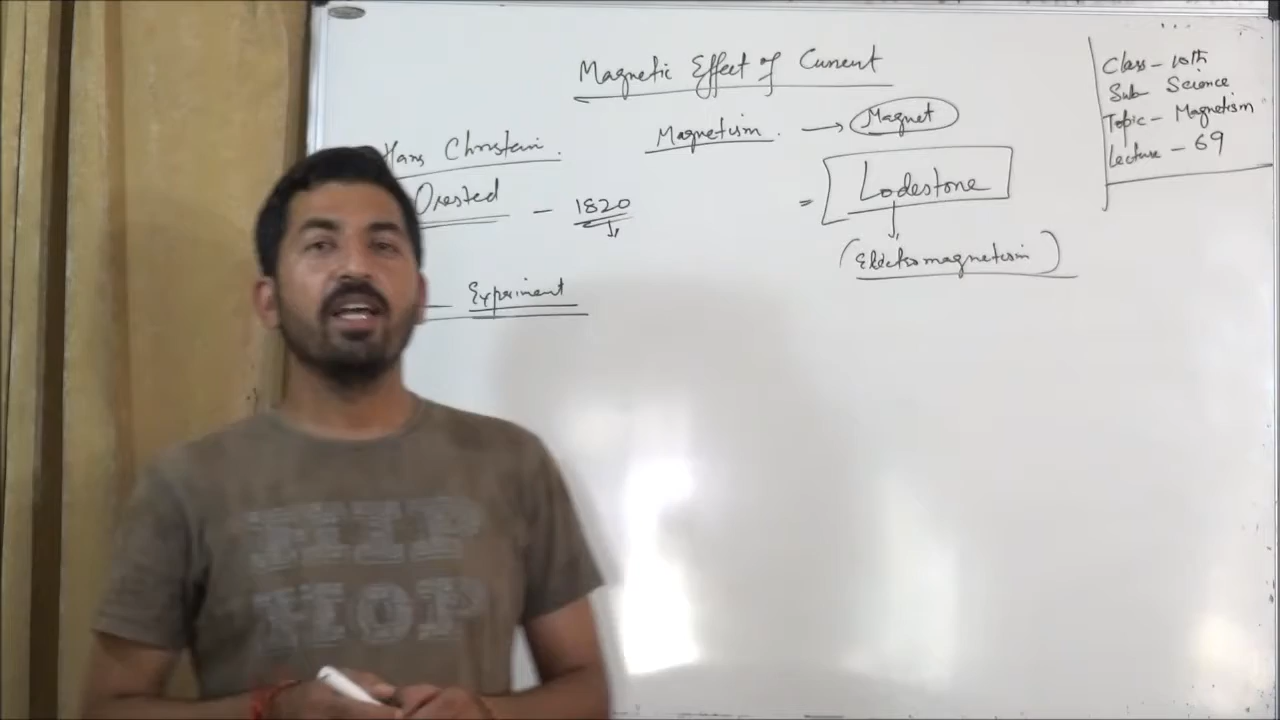 Magnetic Effect of Current
Hans Christain.
Orested - 1820
Experiment
Magnetism. → Magnet
= Lodestone
(Electromagnetism)
Class - 10th
Sub- Science
Topic - Magnetism
Lecture - 69
HIP
HOP